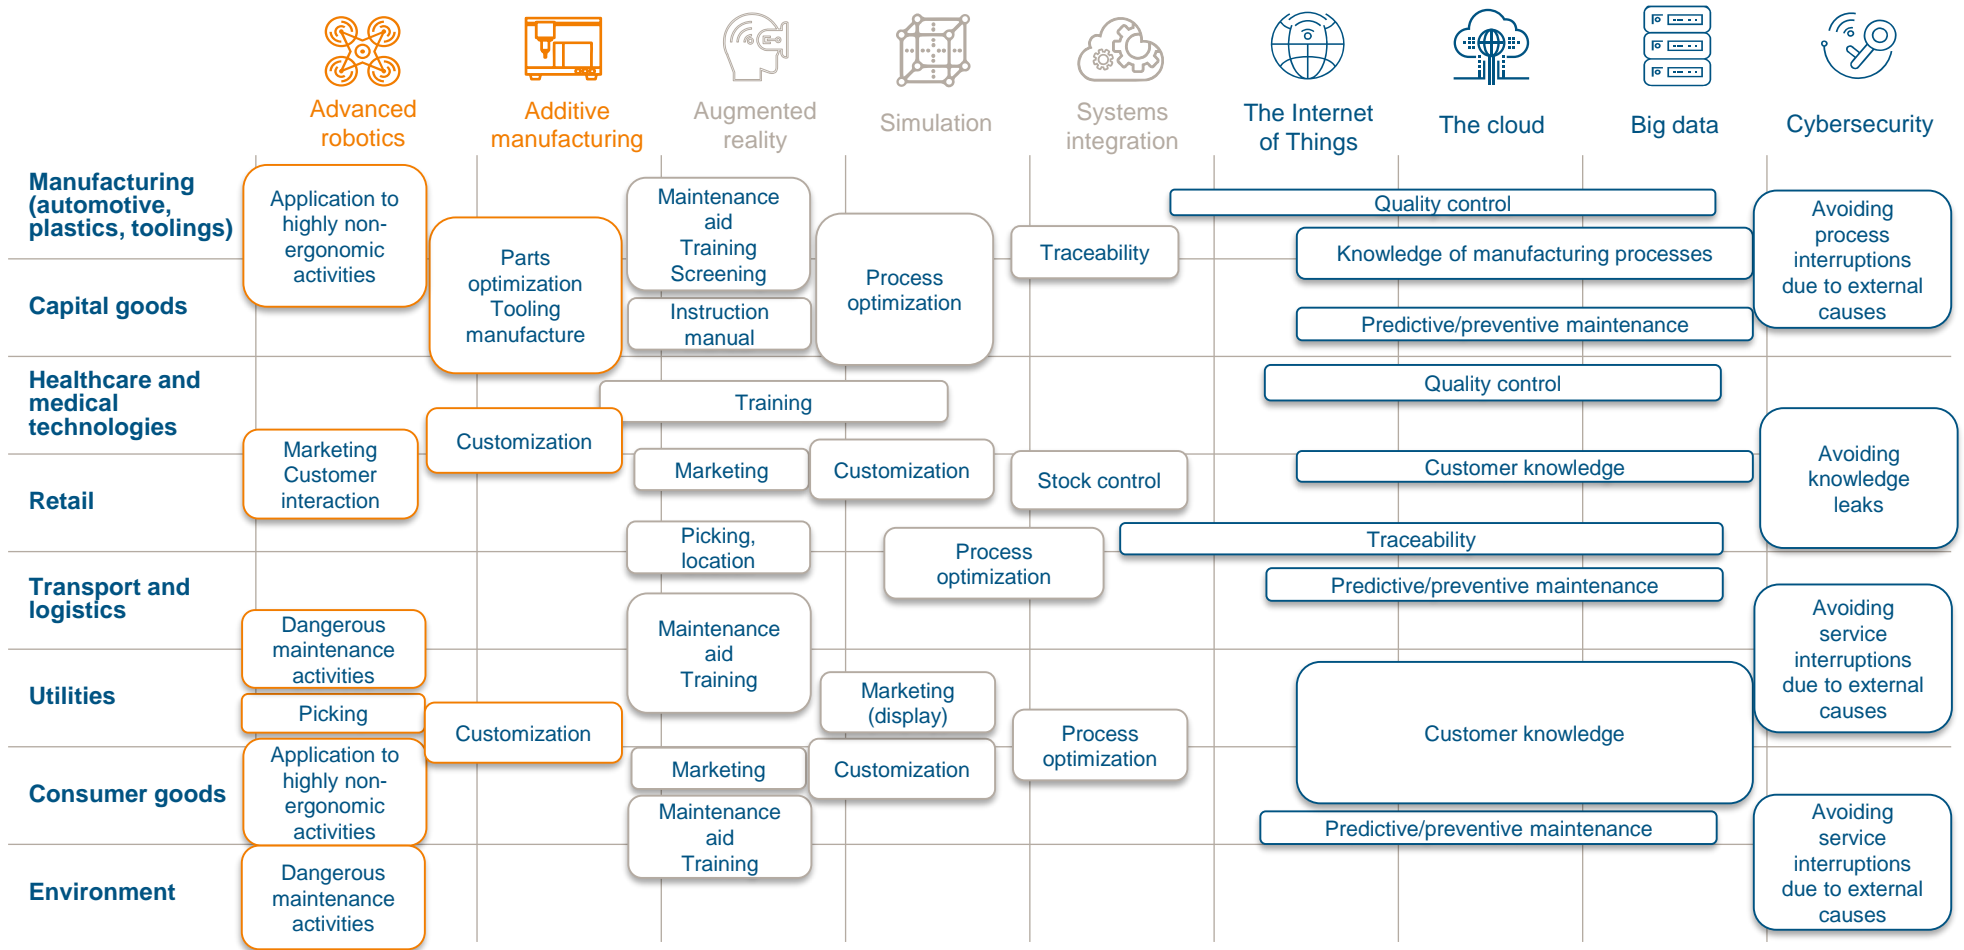 Advanced
robotics
Additive
manufacturing
Augmented
reality
Simulation
Systems
integration
The Internet
of Things
The cloud
Big data
Cybersecurity
Manufacturing
(automotive,
plastics, toolings)
Application to
highly non-
ergonomic
activities
Parts
optimization
Tooling
manufacture
Maintenance
aid
Training
Screening
Process
optimization
Traceability
Quality control
Knowledge of manufacturing processes
Avoiding
process
interruptions
due to external
causes
Capital goods
Instruction
manual
Predictive/preventive maintenance
Healthcare and
medical
technologies
Training
Quality control
Customization
Marketing
Customer
interaction
Marketing
Customization
Stock control
Customer knowledge
Avoiding
knowledge
leaks
Retail
Picking,
location
Process
optimization
Traceability
Transport and
logistics
Predictive/preventive maintenance
Dangerous
maintenance
activities
Maintenance
aid
Training
Avoiding
service
interruptions
due to external
causes
Utilities
Picking
Customization
Marketing
(display)
Process
optimization
Customer knowledge
Consumer goods
Application to
highly non-
ergonomic
activities
Marketing
Customization
Maintenance
aid
Training
Predictive/preventive maintenance
Avoiding
service
interruptions
due to external
causes
Environment
Dangerous
maintenance
activities